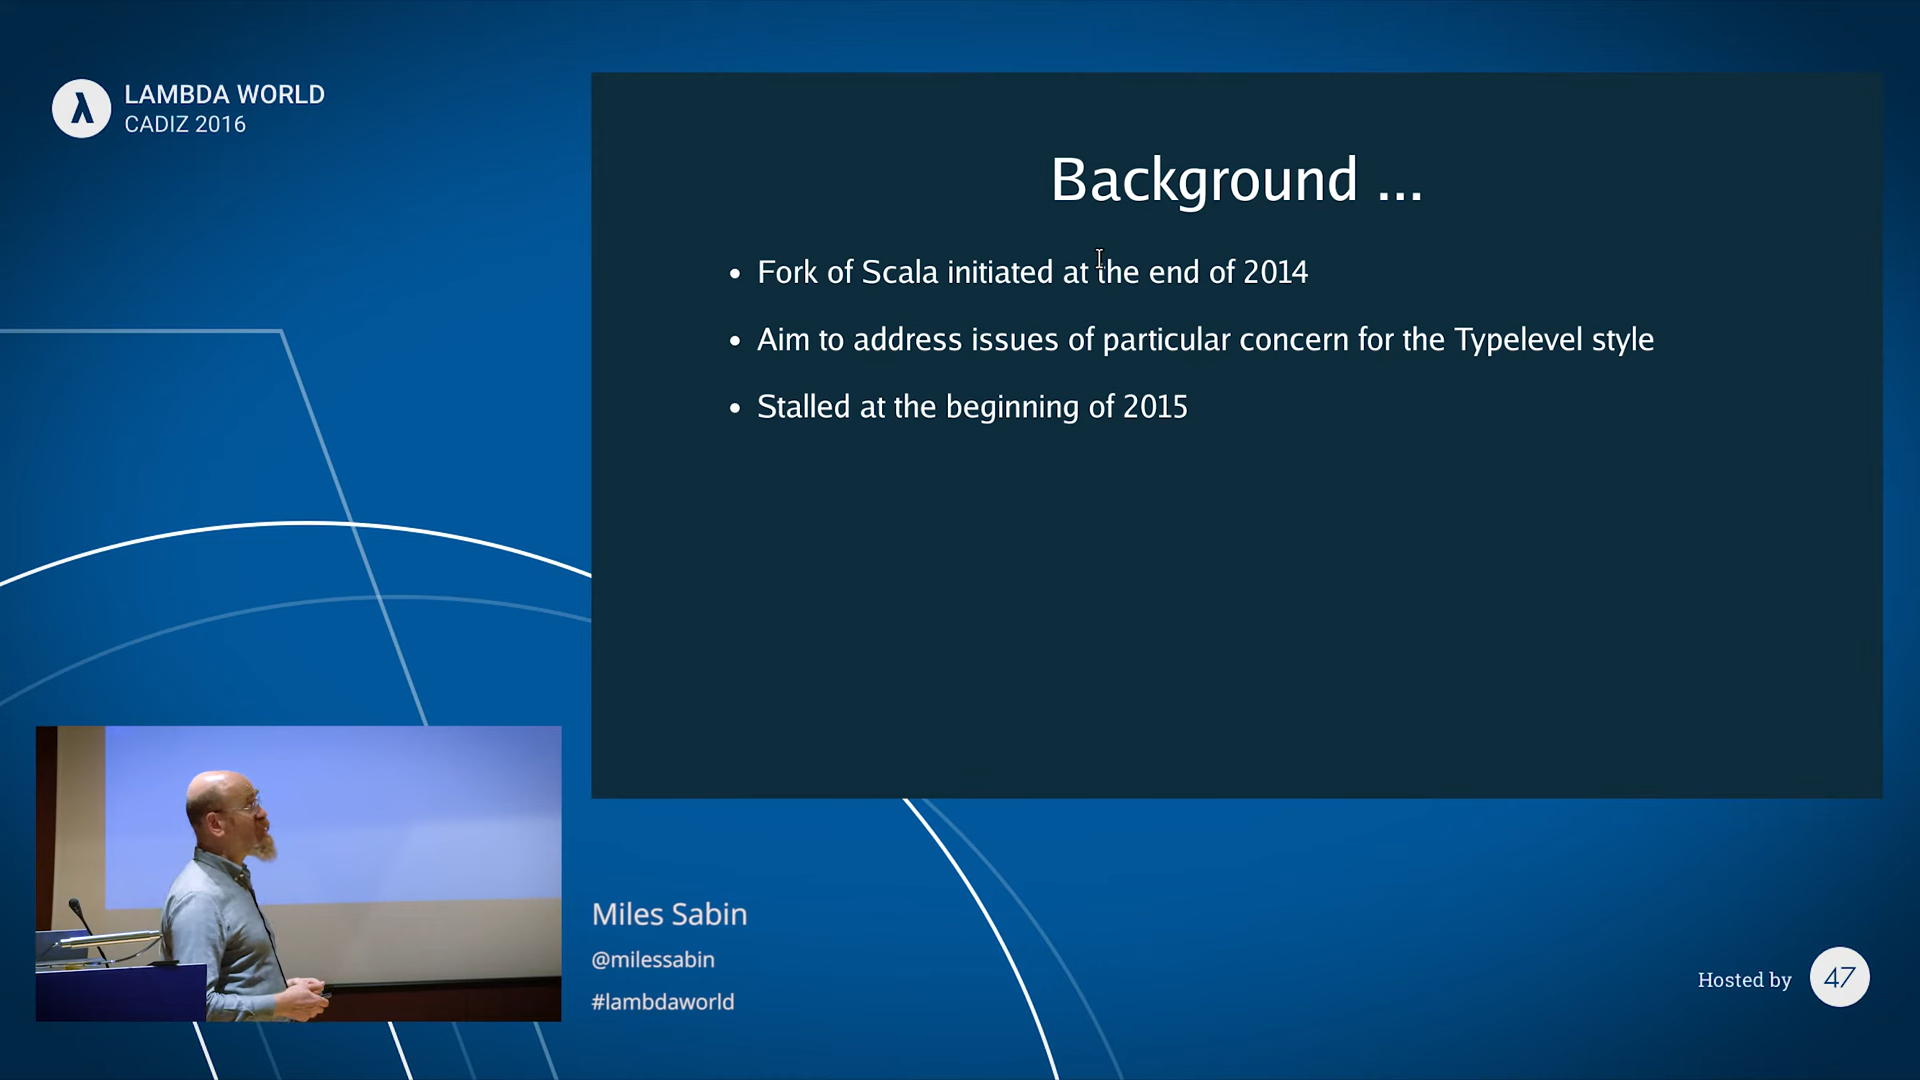 λ
LAMBDA WORLD
CADIZ 2016
Background ...
• Fork of Scala initiated at the end of 2014
• Aim to address issues of particular concern for the Typelevel style
• Stalled at the beginning of 2015
Miles Sabin
@milessabin
#lambdaworld
Hosted by 47